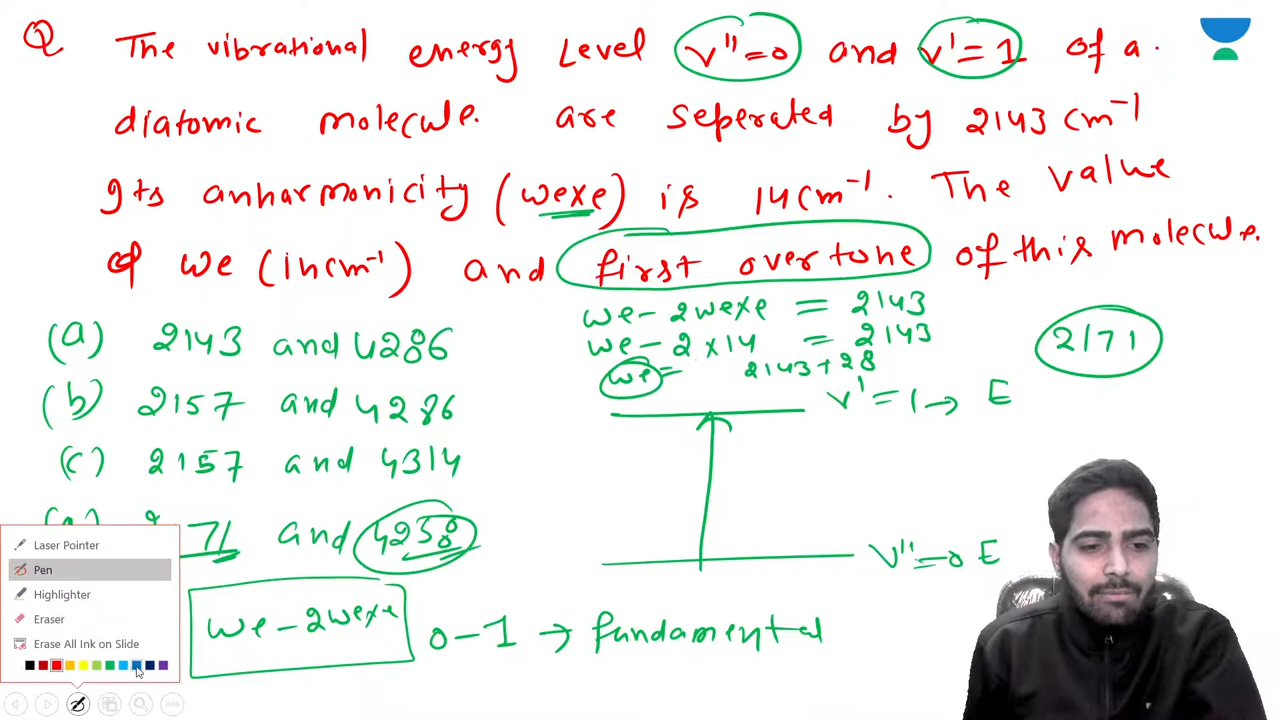 Q The vibrational energy level v''=0 and v'=1 of a
diatomic molecule are seperated by 2143 cm⁻¹
Its anharmonicity (wexe) is 14 cm⁻¹. The value
of we (in cm⁻¹) and first overtone of this molecule.
we - 2wexe = 2143
we - 2 × 14 = 2143
we = 2143 + 28
2171
(a) 2143 and 4286
(b) 2157 and 4286
(c) 2157 and 4314
71 and 4258
v' = 1 → E
v'' = 0 E
we - 2wexe
0 - 1 → fundamental
Laser Pointer
Pen
Highlighter
Eraser
Erase All Ink on Slide